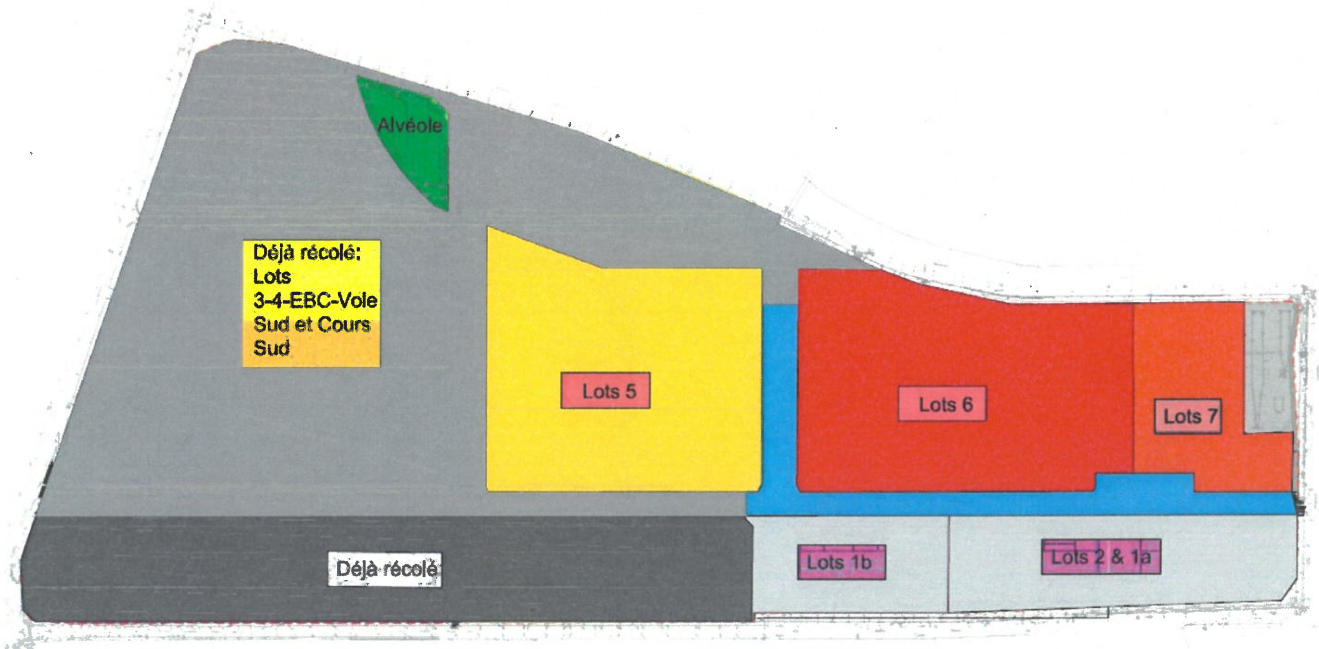 Alvéole
Déjà récolé:
Lots
3-4-EBC-Voie
Sud et Cours
Sud
Lots 5
Lots 6
Lots 7
Déjà récolé
Lots 1b
Lots 2 & 1a